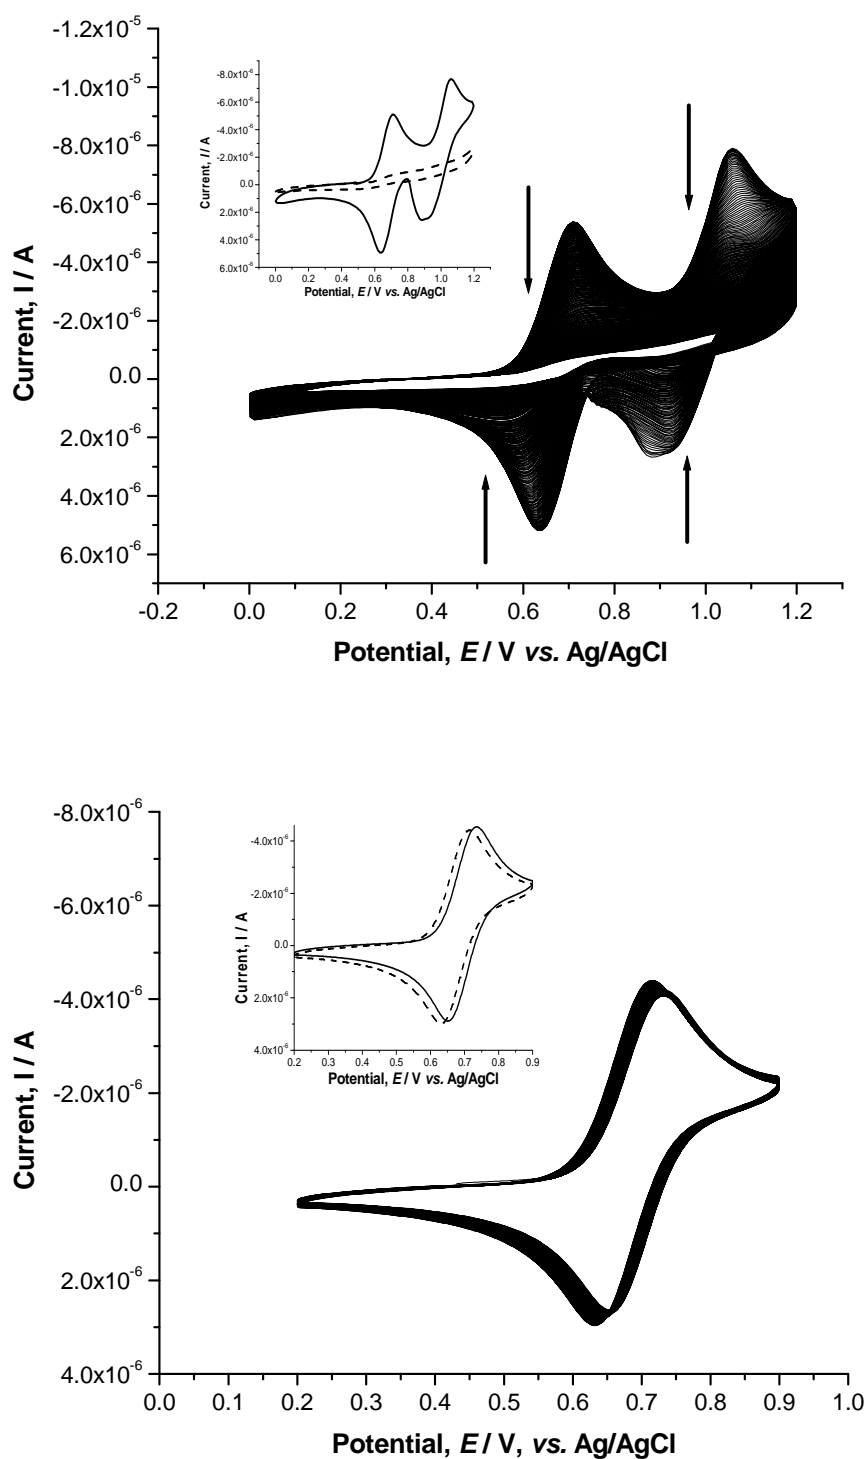 -1.2x10⁻⁵
-1.0x10⁻⁵
-8.0x10⁻⁶
-6.0x10⁻⁶
-4.0x10⁻⁶
-2.0x10⁻⁶
0.0
2.0x10⁻⁶
4.0x10⁻⁶
6.0x10⁻⁶
Current, I / A
-8.0x10⁻⁶
-6.0x10⁻⁶
-4.0x10⁻⁶
-2.0x10⁻⁶
0.0
2.0x10⁻⁶
4.0x10⁻⁶
6.0x10⁻⁶
Current, I / A
0.0 0.2 0.4 0.6 0.8 1.0 1.2
Potential, E / V vs. Ag/AgCl
-0.2 0.0 0.2 0.4 0.6 0.8 1.0 1.2
Potential, E / V vs. Ag/AgCl
-8.0x10⁻⁶
-6.0x10⁻⁶
-4.0x10⁻⁶
-2.0x10⁻⁶
0.0
2.0x10⁻⁶
4.0x10⁻⁶
Current, I / A
-4.0x10⁻⁶
-2.0x10⁻⁶
0.0
2.0x10⁻⁶
4.0x10⁻⁶
Current, I / A
0.2 0.3 0.4 0.5 0.6 0.7 0.8 0.9
Potential, E / V vs. Ag/AgCl
0.0 0.1 0.2 0.3 0.4 0.5 0.6 0.7 0.8 0.9 1.0
Potential, E / V, vs. Ag/AgCl